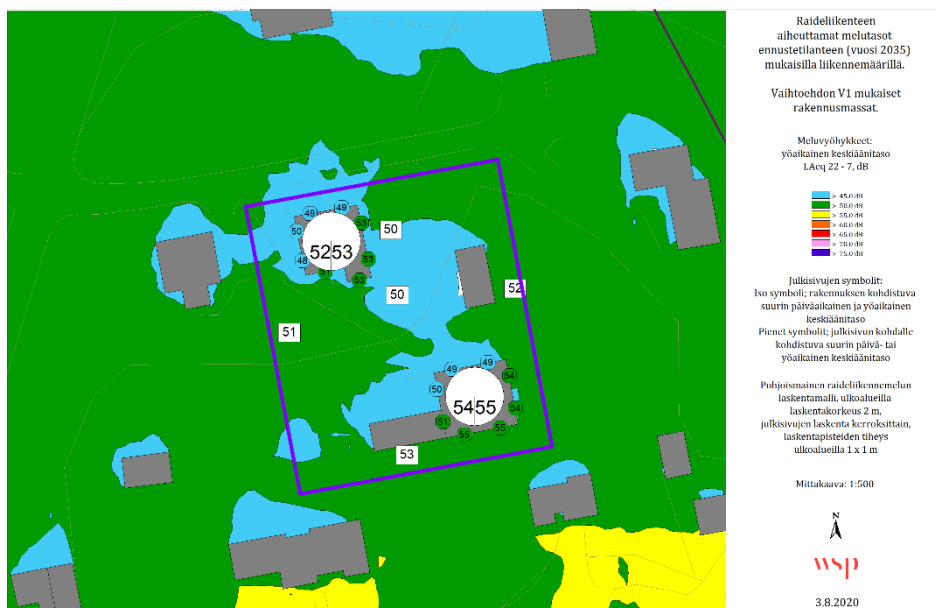 Raideliikenteen
aiheuttamat melutasot
ennustetilanteen (vuosi 2035)
mukaisilla liikennemäärillä.
Vaihtoehdon V1 mukaiset
rakennusmassat.
Meluvyöhykkeet:
yöaikainen keskiäänitaso
LAeq 22 - 7, dB
> 45.0 dB
> 50.0 dB
> 55.0 dB
> 60.0 dB
> 65.0 dB
> 70.0 dB
> 75.0 dB
Julkisivujen symbolit:
Iso symboli; rakennuksen kohdistuva
suurin päiväaikainen ja yöaikainen
keskiäänitaso
Pienet symbolit; julkisivun kohdalle
kohdistuva suurin päivä- tai
yöaikainen keskiäänitaso
Pohjoismainen raideliikennemelun
laskentamalli, ulkoalueilla
laskentakorkeus 2 m,
julkisivujen laskenta kerroksittain,
laskentapisteiden tiheys
ulkoalueilla 1 x 1 m
Mittakaava: 1:500
N
wsp
3.8.2020
49
49
53
50
50
52 53
48
53
51
53
50
52
51
49
49
54
50
54 55
54
51
55
55
53